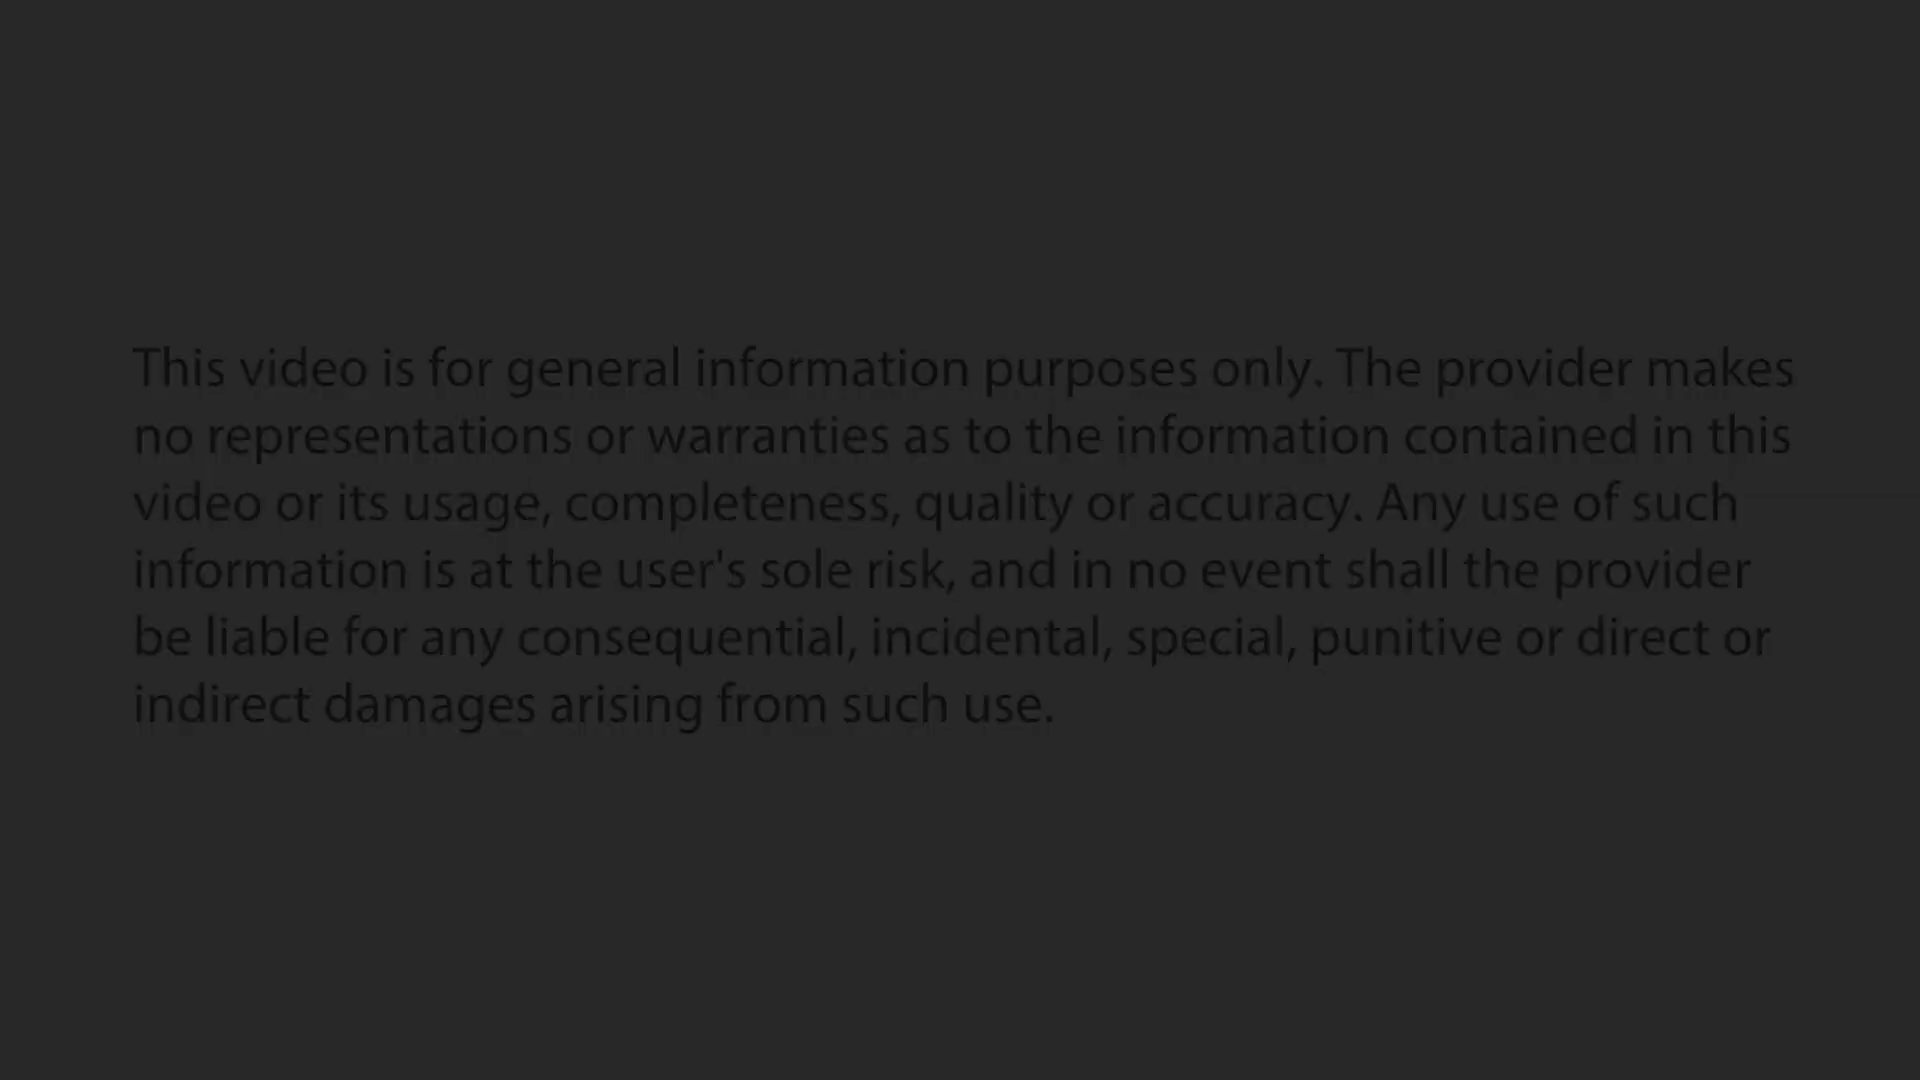 This video is for general information purposes only. The provider makes
no representations or warranties as to the information contained in this
video or its usage, completeness, quality or accuracy. Any use of such
information is at the user's sole risk, and in no event shall the provider
be liable for any consequential, incidental, special, punitive or direct or
indirect damages arising from such use.